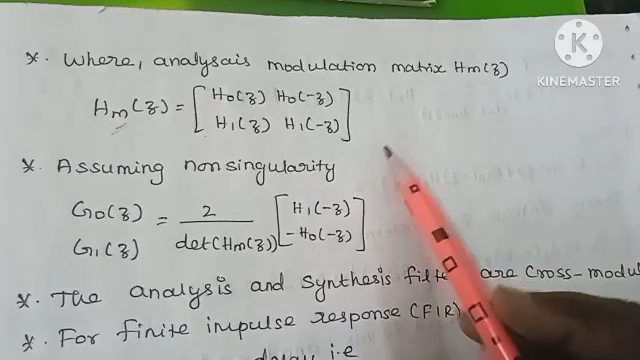 *. Where, analysais modulation matrix Hm(z)
Hm(z) = [ H0(z) H0(-z)
H1(z) H1(-z) ]
* Assuming nonsingularity
G0(z)
G1(z) = 2 / det(Hm(z)) [ H1(-z)
-H0(-z) ]
*. The analysis and synthesis filter are Cross-modul
*. For finite impulse response (FIR)
i.e
K
KINEMASTER